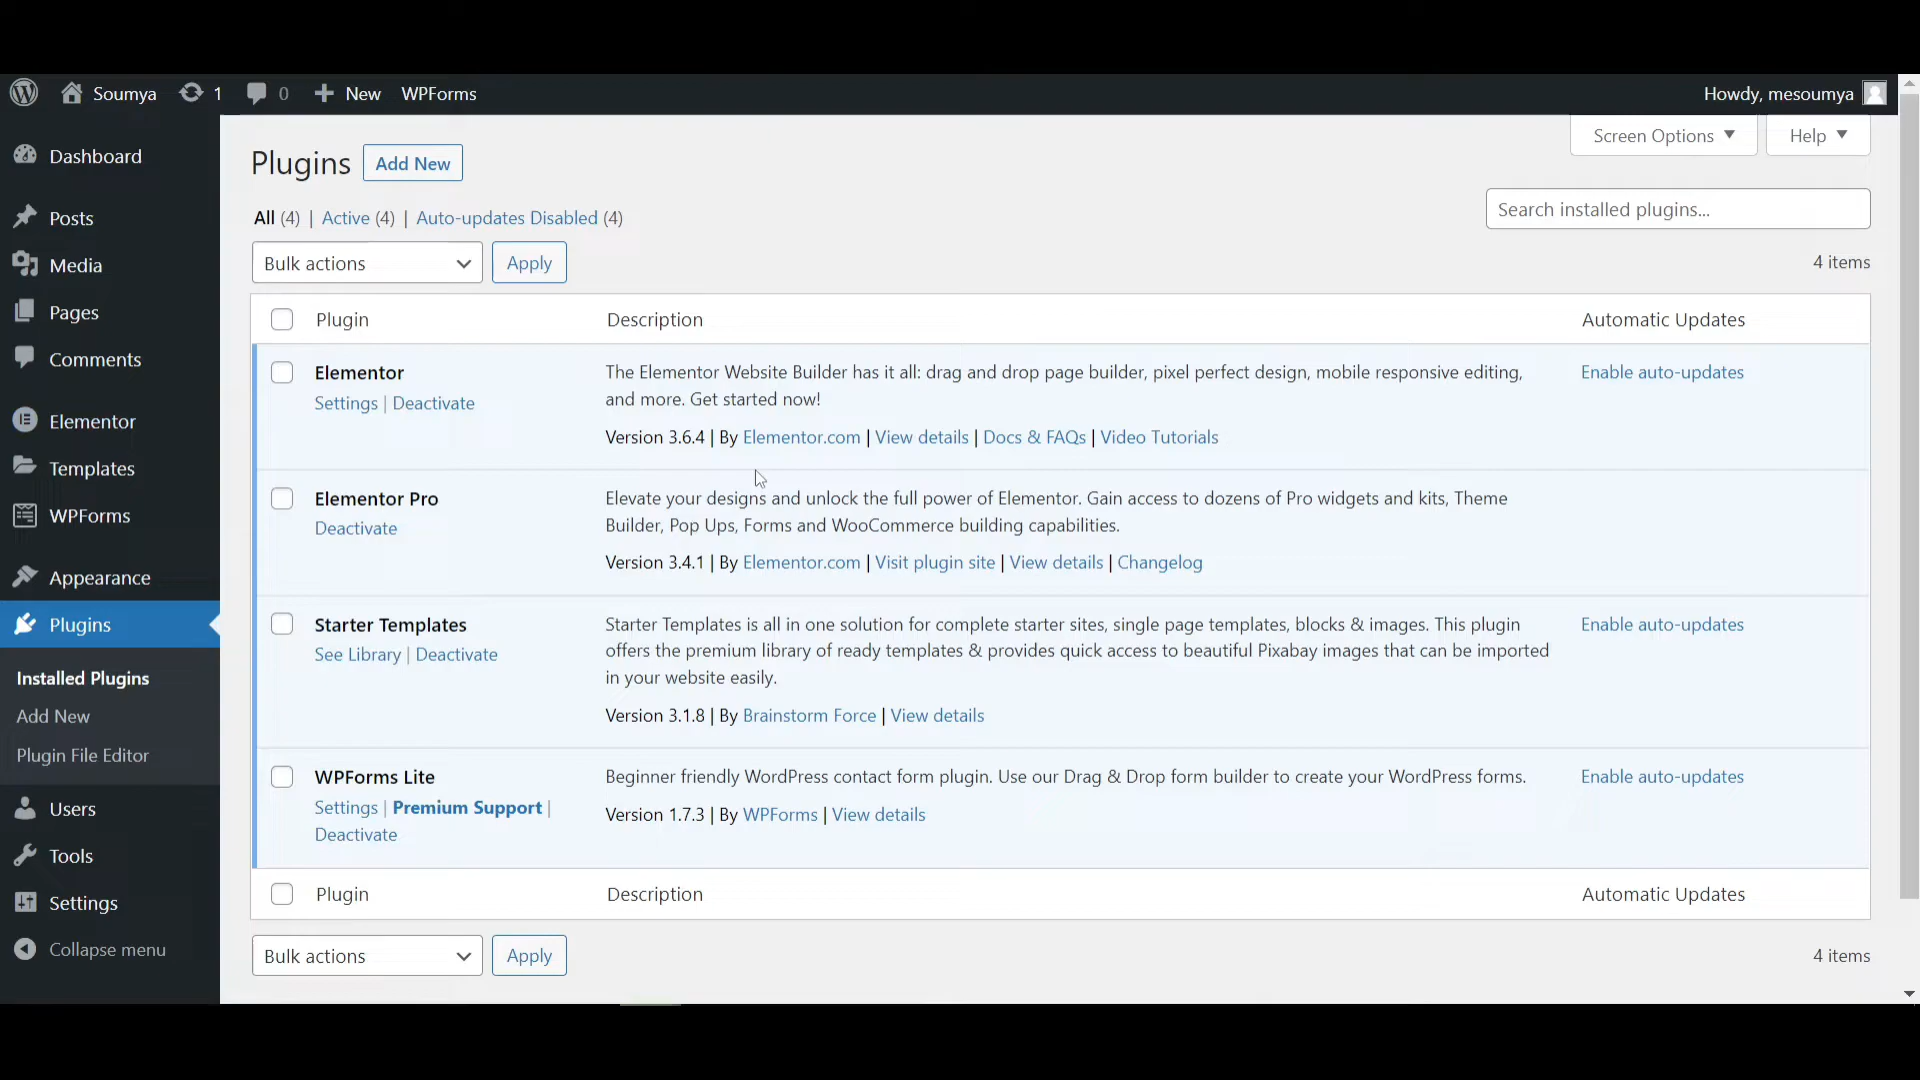 Soumya 1 0 New WPForms Howdy, mesoumya
Screen Options Help
Dashboard
Posts
Media
Pages
Comments
Elementor
Templates
WPForms
Appearance
Plugins
Installed Plugins
Add New
Plugin File Editor
Users
Tools
Settings
Collapse menu
Plugins Add New
All (4) | Active (4) | Auto-updates Disabled (4)
Search installed plugins...
Bulk actions Apply 4 items
Plugin Description Automatic Updates
Elementor
Settings | Deactivate
The Elementor Website Builder has it all: drag and drop page builder, pixel perfect design, mobile responsive editing,
and more. Get started now!
Version 3.6.4 | By Elementor.com | View details | Docs & FAQs | Video Tutorials
Enable auto-updates
Elementor Pro
Deactivate
Elevate your designs and unlock the full power of Elementor. Gain access to dozens of Pro widgets and kits, Theme
Builder, Pop Ups, Forms and WooCommerce building capabilities.
Version 3.4.1 | By Elementor.com | Visit plugin site | View details | Changelog
Starter Templates
See Library | Deactivate
Starter Templates is all in one solution for complete starter sites, single page templates, blocks & images. This plugin
offers the premium library of ready templates & provides quick access to beautiful Pixabay images that can be imported
in your website easily.
Version 3.1.8 | By Brainstorm Force | View details
Enable auto-updates
WPForms Lite
Settings | Premium Support |
Deactivate
Beginner friendly WordPress contact form plugin. Use our Drag & Drop form builder to create your WordPress forms.
Version 1.7.3 | By WPForms | View details
Enable auto-updates
Plugin Description Automatic Updates
Bulk actions Apply 4 items